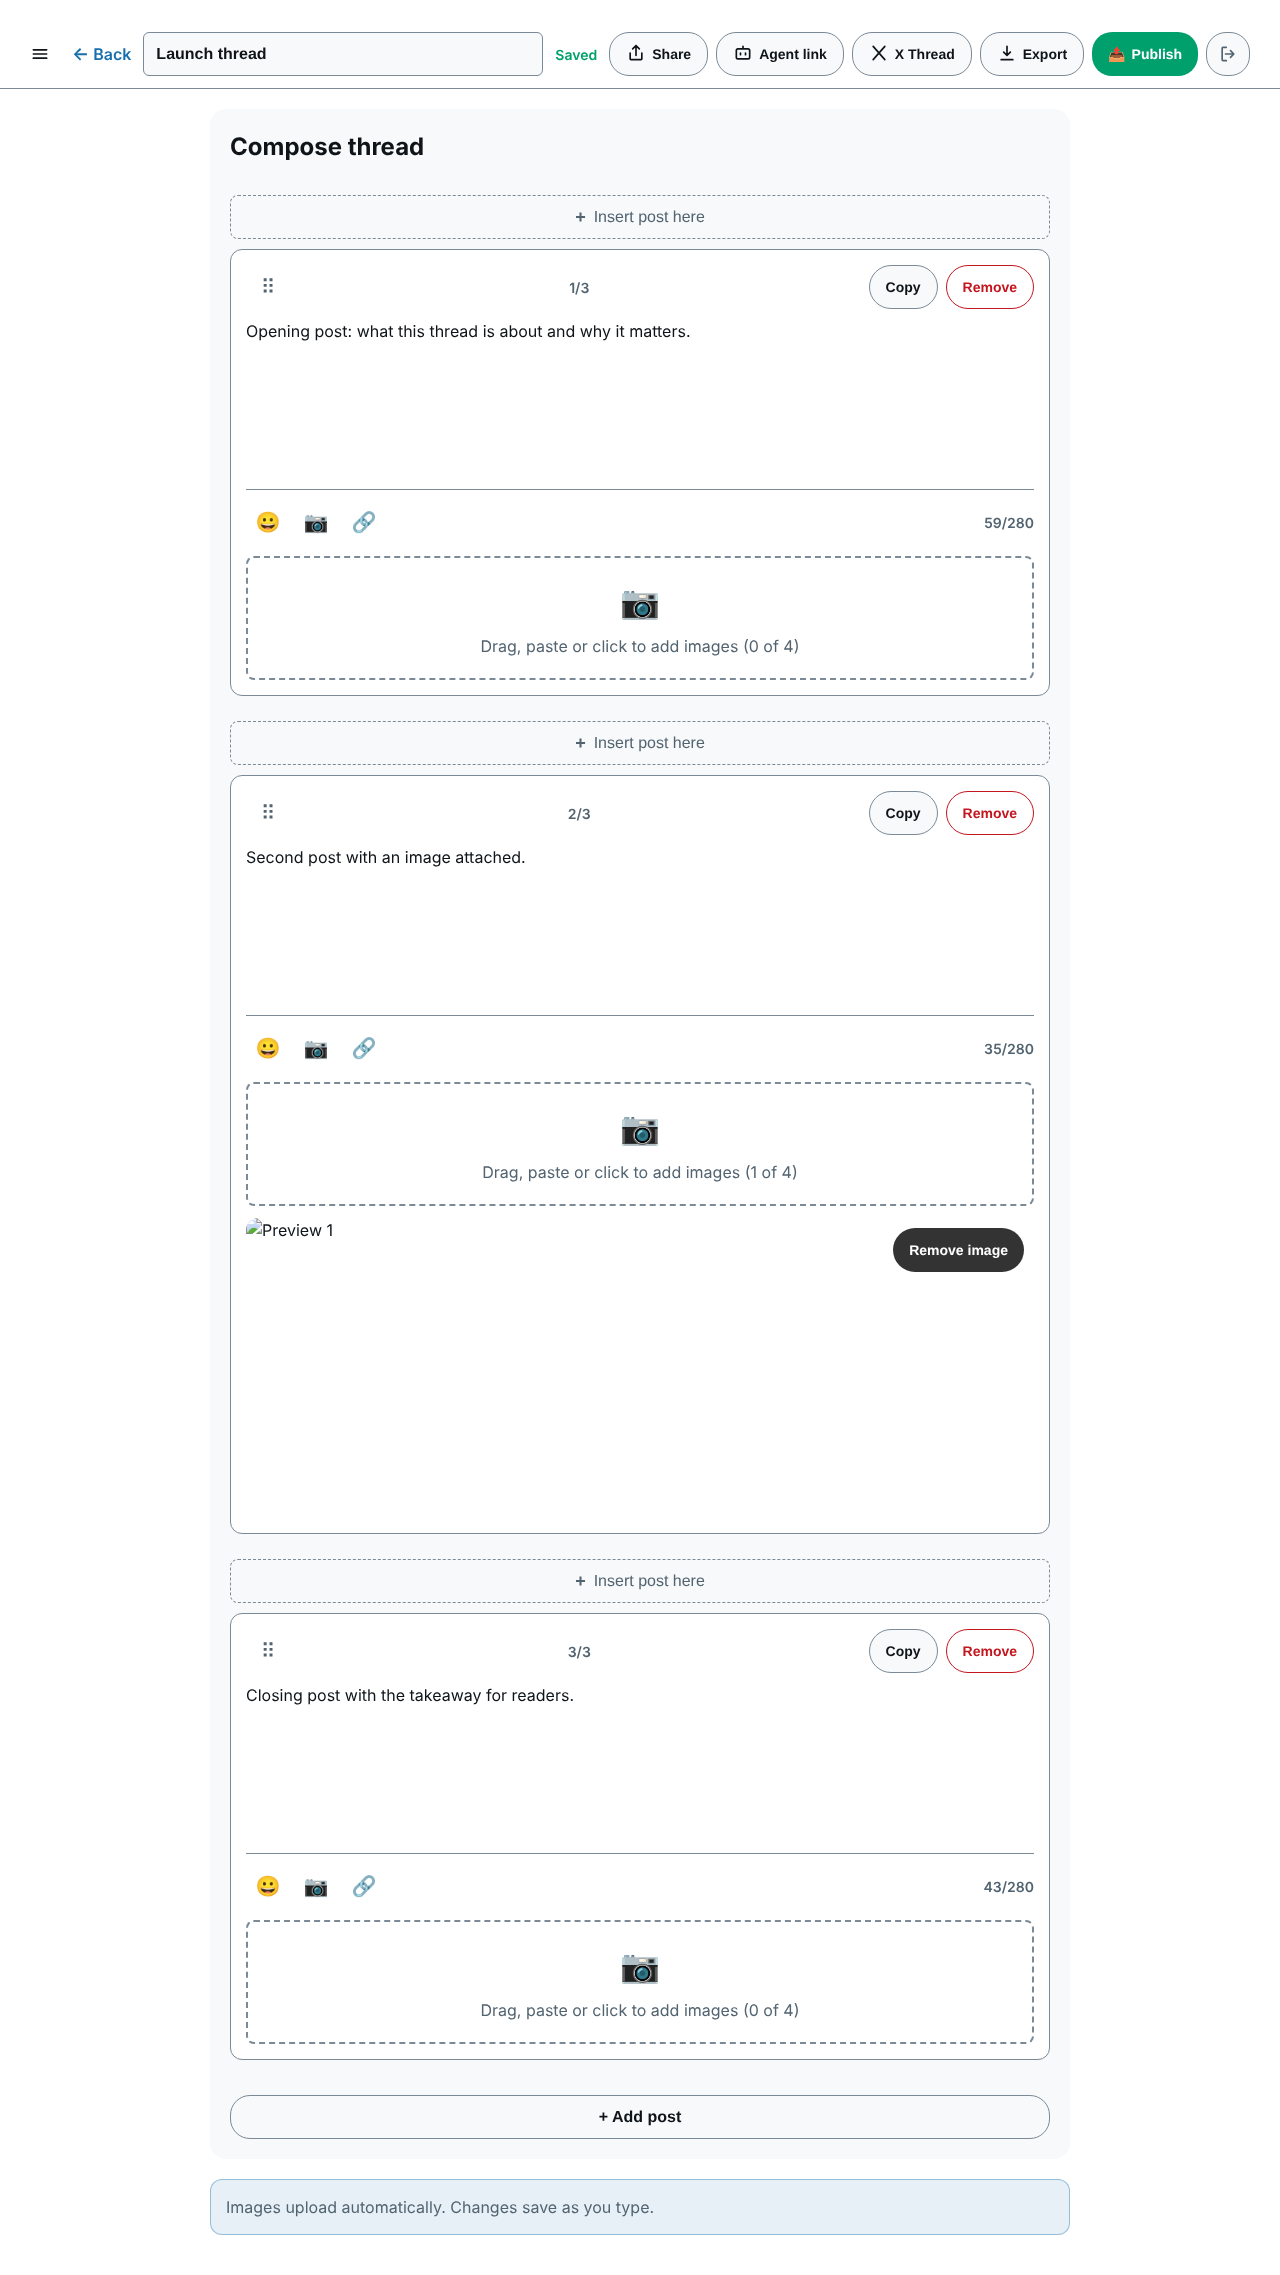 ← Back
Launch thread
Saved
Share
Agent link
X Thread
Export
Publish
Compose thread
+ Insert post here
1/3
Copy
Remove
Opening post: what this thread is about and why it matters.
59/280
Drag, paste or click to add images (0 of 4)
+ Insert post here
2/3
Copy
Remove
Second post with an image attached.
35/280
Drag, paste or click to add images (1 of 4)
Preview 1
Remove image
+ Insert post here
3/3
Copy
Remove
Closing post with the takeaway for readers.
43/280
Drag, paste or click to add images (0 of 4)
+ Add post
Images upload automatically. Changes save as you type.